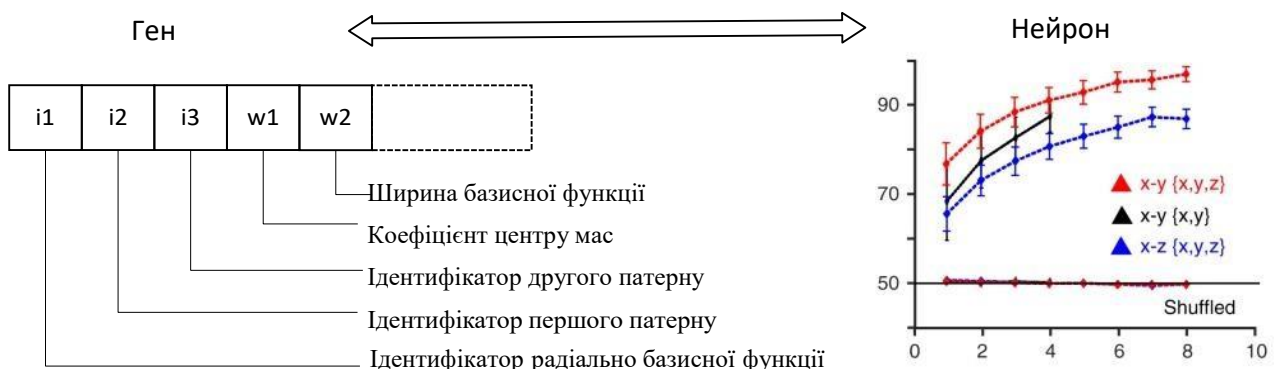 Ген
Нейрон
i1 i2 i3 w1 w2
Ширина базисної функції
Коефіцієнт центру мас
Ідентифікатор другого патерну
Ідентифікатор першого патерну
Ідентифікатор радіально базисної функції
90
70
50
x-y {x,y,z}
x-y {x,y}
x-z {x,y,z}
Shuffled
0 2 4 6 8 10